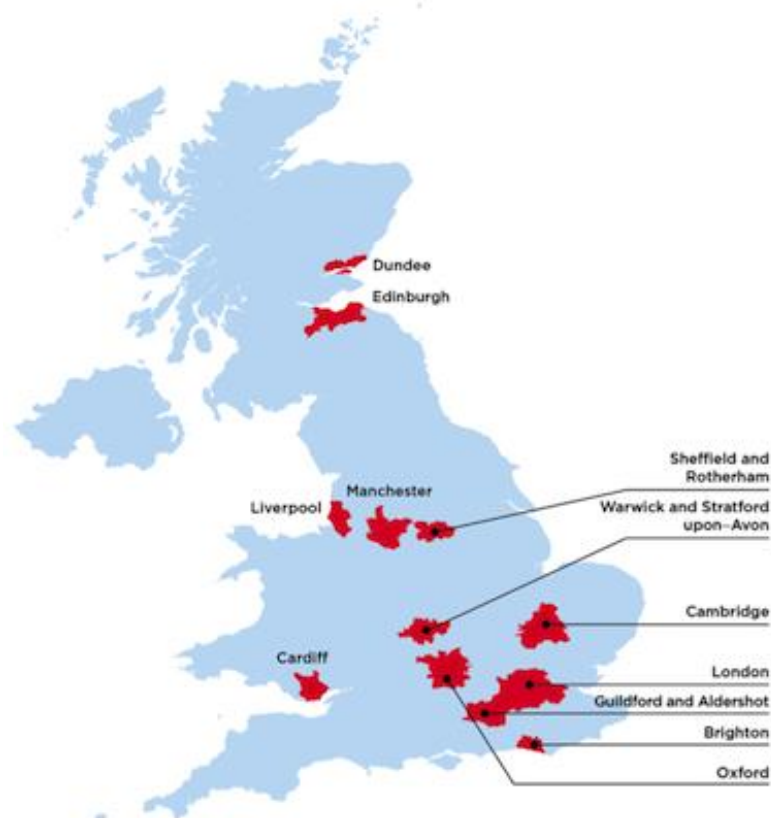 Dundee
Edinburgh
Sheffield and
Rotherham
Manchester
Liverpool
Warwick and Stratford
upon–Avon
Cambridge
Cardiff
London
Guildford and Aldershot
Brighton
Oxford